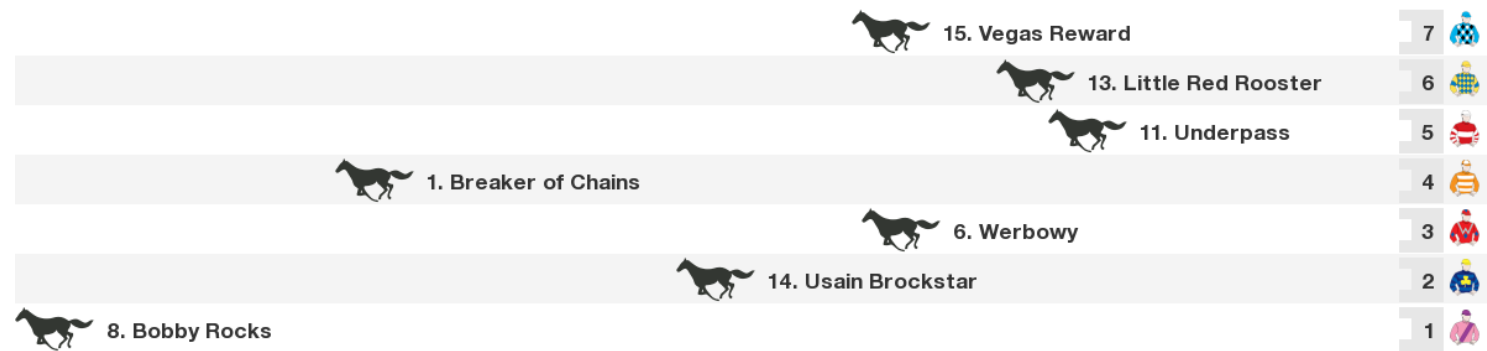 15. Vegas Reward 7
13. Little Red Rooster 6
11. Underpass 5
1. Breaker of Chains 4
6. Werbowy 3
14. Usain Brockstar 2
8. Bobby Rocks 1